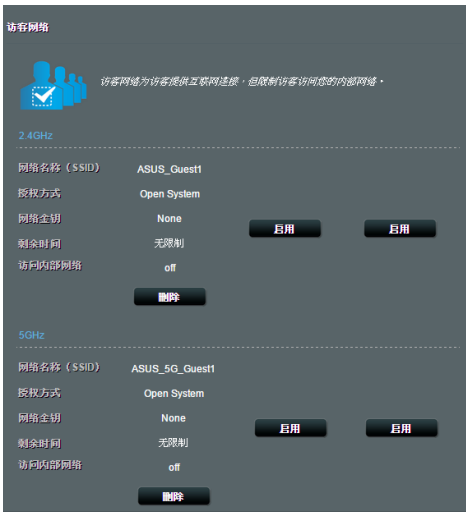 访客网络
访客网络为访客提供互联网连接，但限制访客访问您的内部网络。
2.4GHz
网络名称（SSID） ASUS_Guest1
授权方式 Open System
网络金钥 None
启用 启用
剩余时间 无限制
访问内部网络 off
删除
5GHz
网络名称（SSID） ASUS_5G_Guest1
授权方式 Open System
网络金钥 None
启用 启用
剩余时间 无限制
访问内部网络 off
删除